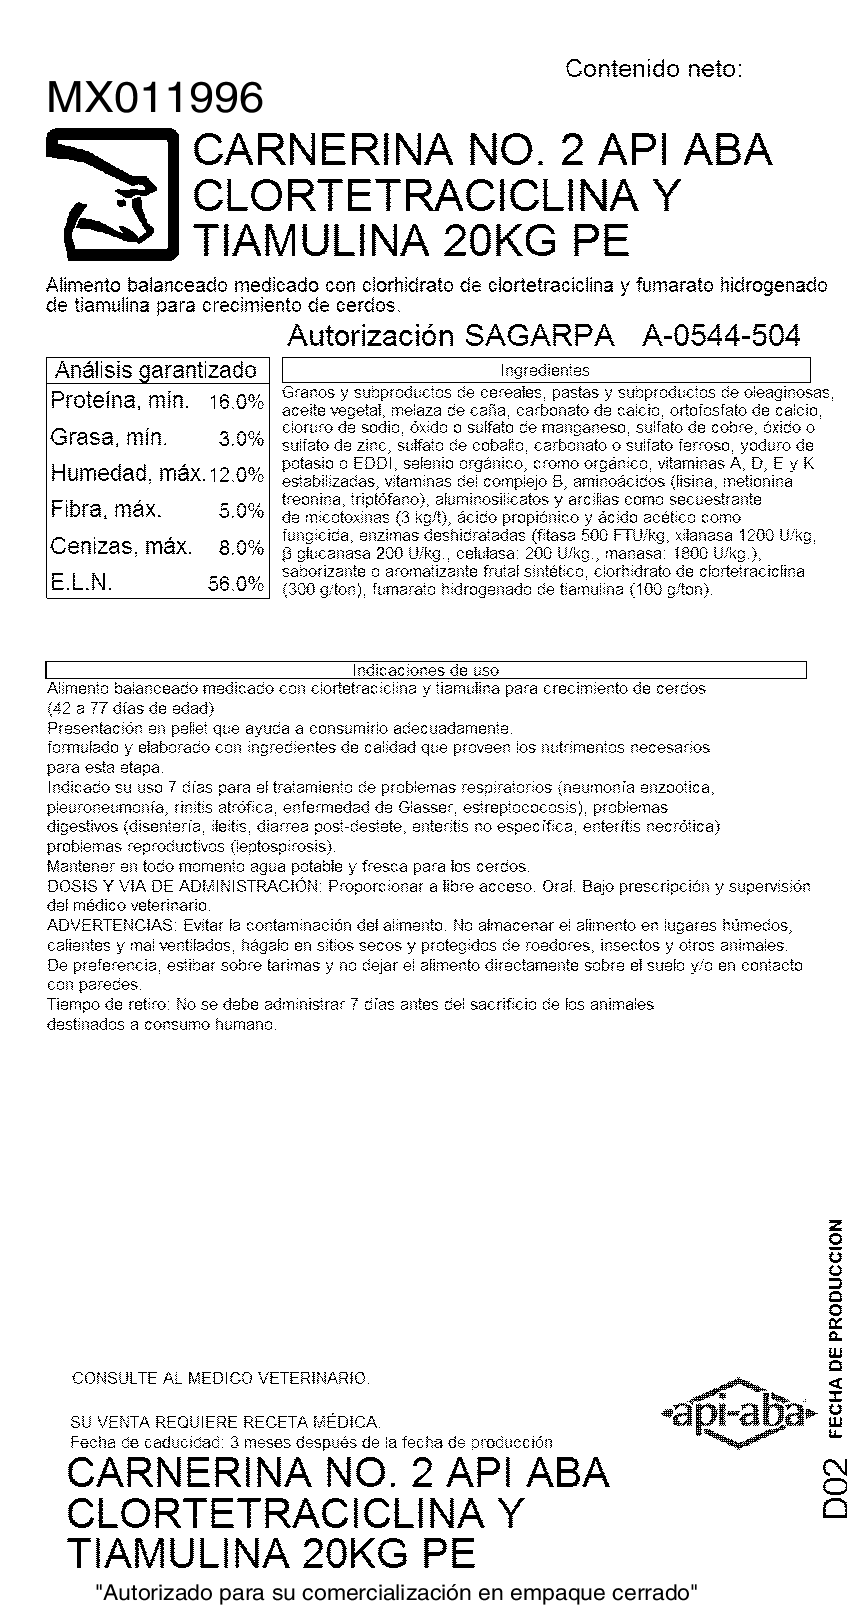 Contenido neto:
MX011996
CARNERINA NO. 2 API ABA
CLORTETRACICLINA Y
TIAMULINA 20KG PE
Alimento balanceado medicado con clorhidrato de clortetraciclina y fumarato hidrogenado
de tiamulina para crecimiento de cerdos.
Autorización SAGARPA A-0544-504
Análisis garantizado
Proteína, mín. 16.0%
Grasa, mín. 3.0%
Humedad, máx. 12.0%
Fibra, máx. 5.0%
Cenizas, máx. 8.0%
E.L.N. 56.0%
Ingredientes
Granos y subproductos de cereales, pastas y subproductos de oleaginosas,
aceite vegetal, melaza de caña, carbonato de calcio, ortofosfato de calcio,
cloruro de sodio, óxido o sulfato de manganeso, sulfato de cobre, óxido o
sulfato de zinc, sulfato de cobalto, carbonato o sulfato ferroso, yoduro de
potasio o EDDI, selenio orgánico, cromo orgánico, vitaminas A, D, E y K
estabilizadas, vitaminas del complejo B, aminoácidos (lisina, metionina
treonina, triptófano), aluminosilicatos y arcillas como secuestrante
de micotoxinas (3 kg/t), ácido propiónico y ácido acético como
fungicida, enzimas deshidratadas (fitasa 500 FTU/kg, xilanasa 1200 U/kg,
β glucanasa 200 U/kg., celulasa: 200 U/kg., manasa: 1800 U/kg.),
saborizante o aromatizante frutal sintético, clorhidrato de clortetraciclina
(300 g/ton), fumarato hidrogenado de tiamulina (100 g/ton).
Indicaciones de uso
Alimento balanceado medicado con clortetraciclina y tiamulina para crecimiento de cerdos
(42 a 77 días de edad)
Presentación en pellet que ayuda a consumirlo adecuadamente.
formulado y elaborado con ingredientes de calidad que proveen los nutrimentos necesarios
para esta etapa.
Indicado su uso 7 días para el tratamiento de problemas respiratorios (neumonía enzootica,
pleuroneumonía, rinitis atrófica, enfermedad de Glasser, estreptococosis), problemas
digestivos (disentería, ileitis, diarrea post-destete, enteritis no específica, enterítis necrótica)
problemas reproductivos (leptospirosis).
Mantener en todo momento agua potable y fresca para los cerdos.
DOSIS Y VIA DE ADMINISTRACIÓN: Proporcionar a libre acceso. Oral. Bajo prescripción y supervisión
del médico veterinario.
ADVERTENCIAS: Evitar la contaminación del alimento. No almacenar el alimento en lugares húmedos,
calientes y mal ventilados, hágalo en sitios secos y protegidos de roedores, insectos y otros animales.
De preferencia, estibar sobre tarimas y no dejar el alimento directamente sobre el suelo y/o en contacto
con paredes.
Tiempo de retiro: No se debe administrar 7 días antes del sacrificio de los animales
destinados a consumo humano.
FECHA DE PRODUCCION
D02
CONSULTE AL MEDICO VETERINARIO.
api-aba
SU VENTA REQUIERE RECETA MÉDICA.
Fecha de caducidad: 3 meses después de la fecha de producción
CARNERINA NO. 2 API ABA
CLORTETRACICLINA Y
TIAMULINA 20KG PE
"Autorizado para su comercialización en empaque cerrado"